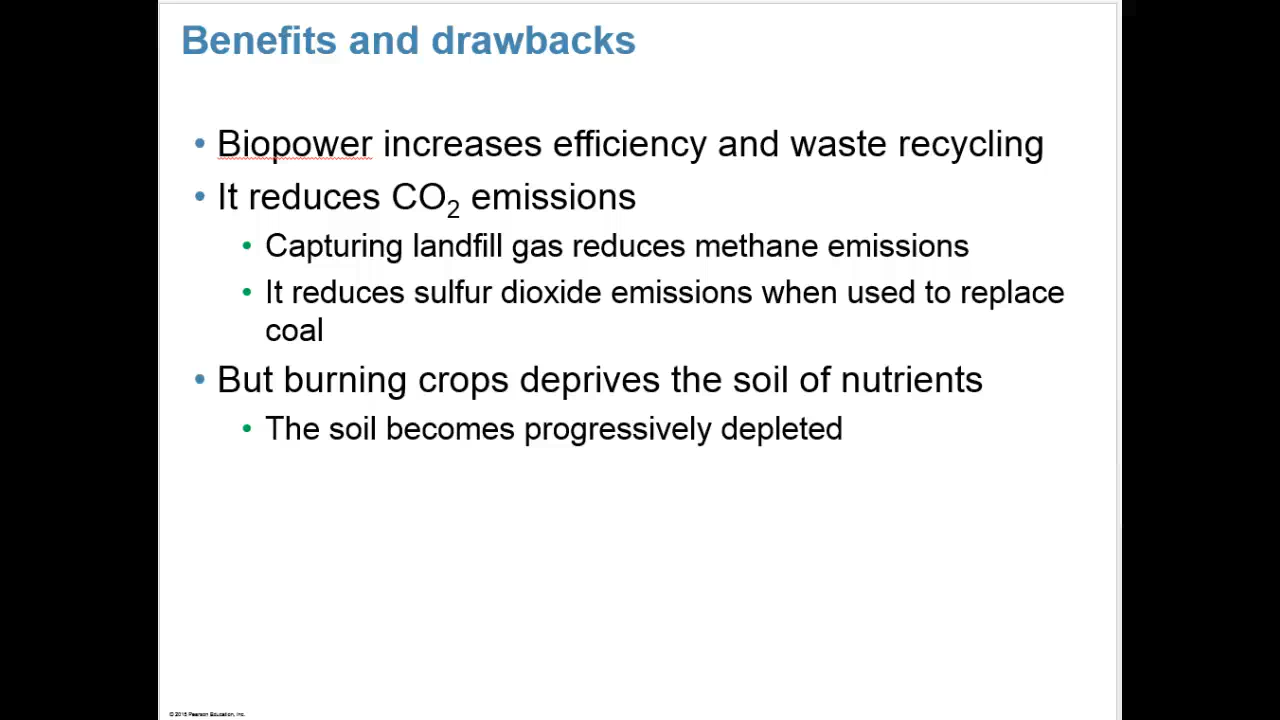 Benefits and drawbacks
• Biopower increases efficiency and waste recycling
• It reduces CO₂ emissions
• Capturing landfill gas reduces methane emissions
• It reduces sulfur dioxide emissions when used to replace
coal
• But burning crops deprives the soil of nutrients
• The soil becomes progressively depleted
© 2015 Pearson Education, Inc.